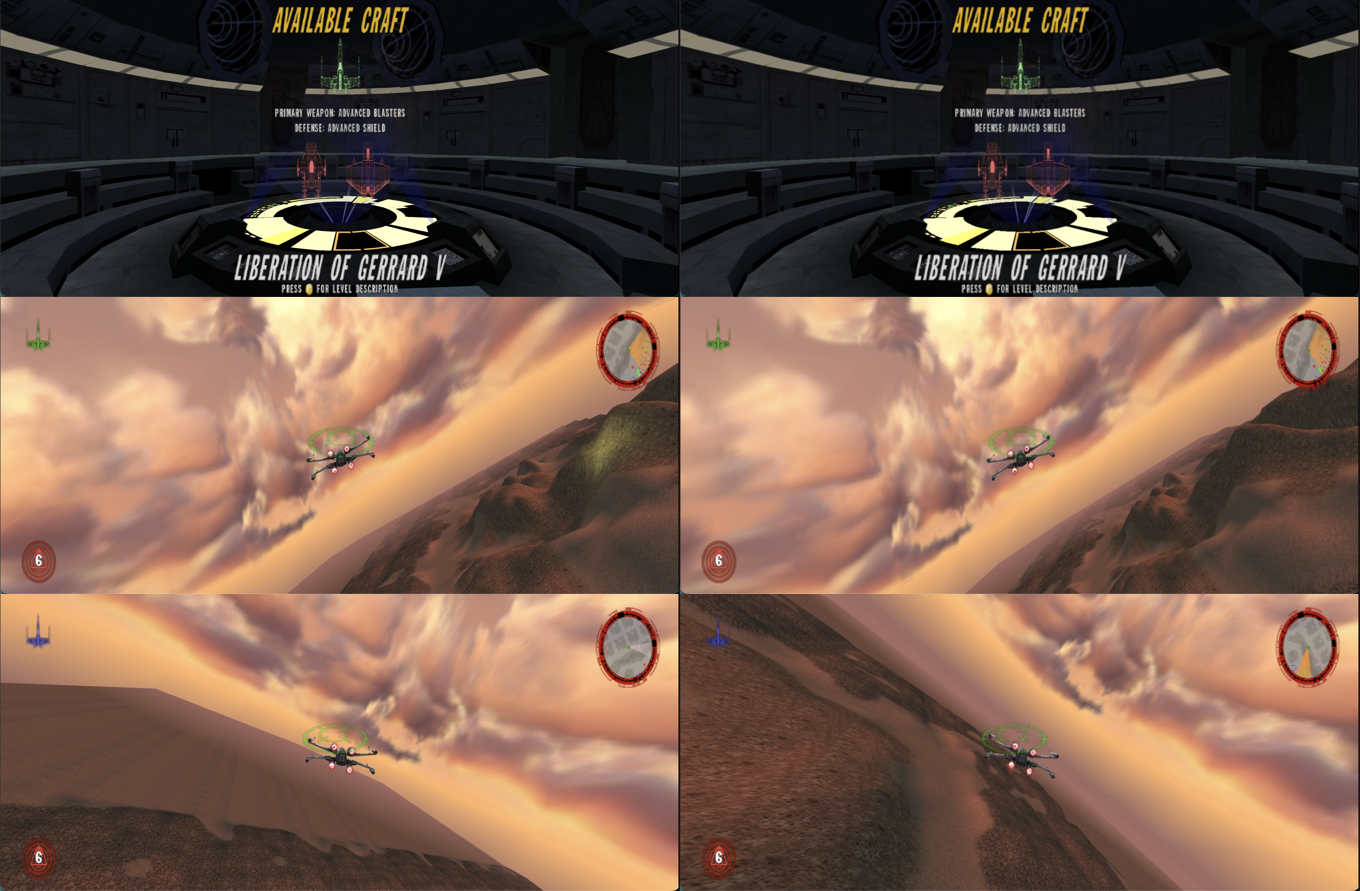 AVAILABLE CRAFT
PRIMARY WEAPON: ADVANCED BLASTERS
DEFENSE: ADVANCED SHIELD
LIBERATION OF GERRARD V
PRESS FOR LEVEL DESCRIPTION
AVAILABLE CRAFT
PRIMARY WEAPON: ADVANCED BLASTERS
DEFENSE: ADVANCED SHIELD
LIBERATION OF GERRARD V
PRESS FOR LEVEL DESCRIPTION
6
6
6
6